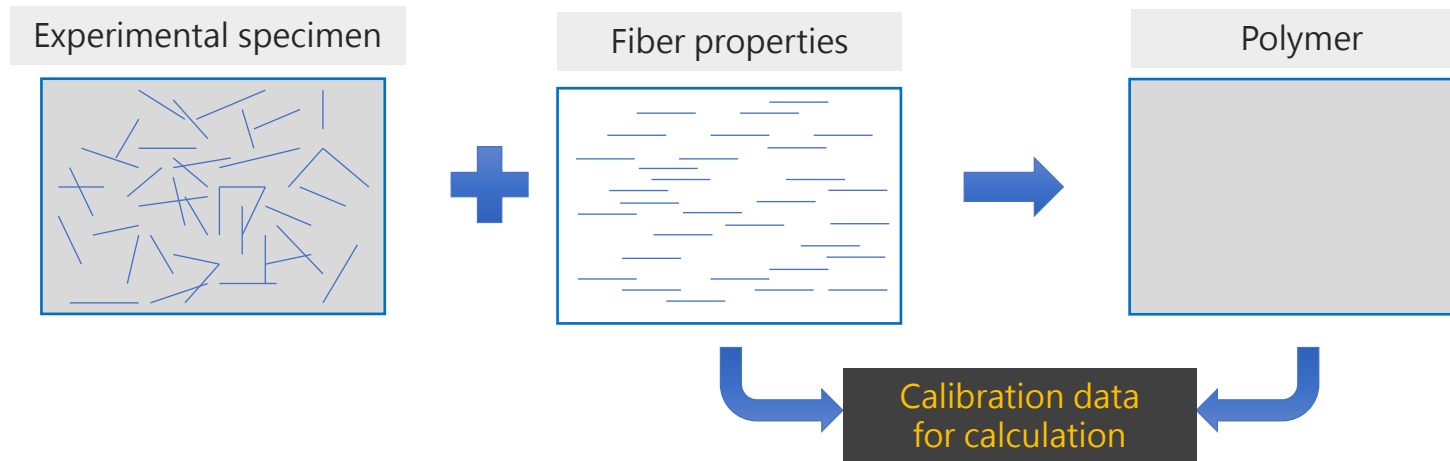 Experimental specimen
Fiber properties
Polymer
Calibration data
for calculation